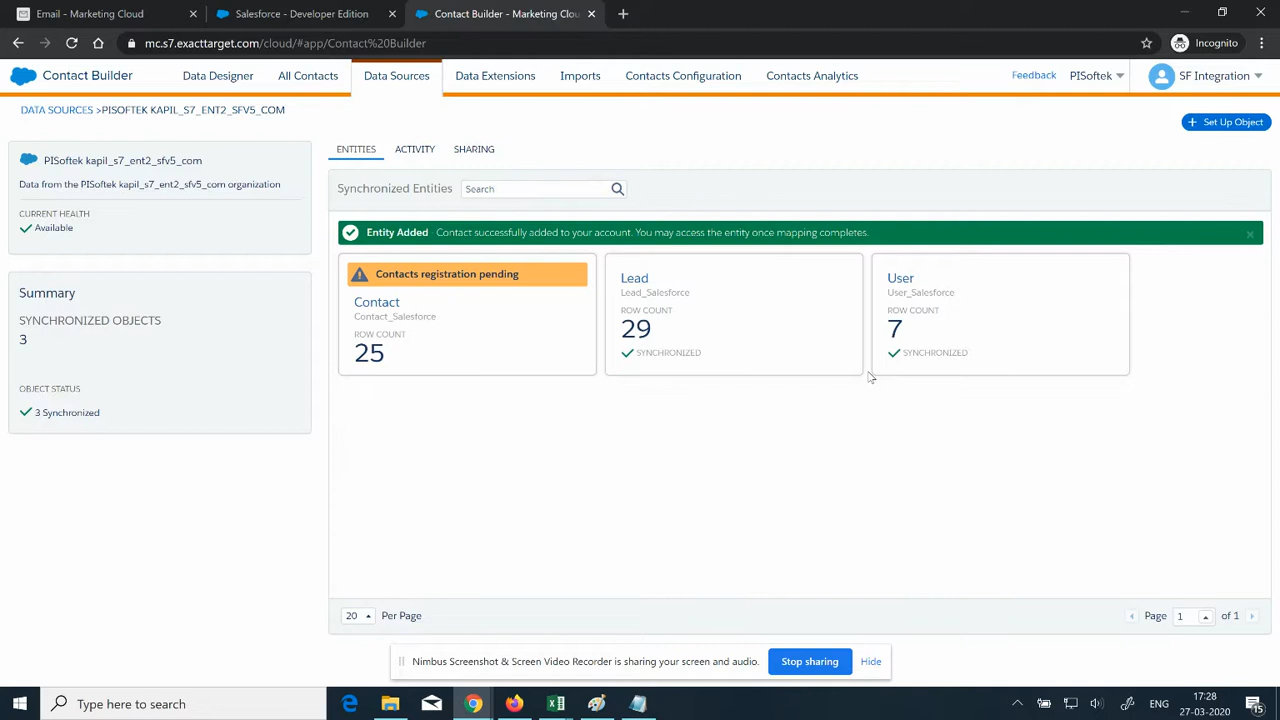 Email - Marketing Cloud
Salesforce - Developer Edition
Contact Builder - Marketing Clou
mc.s7.exacttarget.com/cloud/#app/Contact%20Builder
Incognito
Contact Builder
Data Designer
All Contacts
Data Sources
Data Extensions
Imports
Contacts Configuration
Contacts Analytics
Feedback
PISoftek
SF Integration
DATA SOURCES >PISOFTEK KAPIL_S7_ENT2_SFV5_COM
+ Set Up Object
PISoftek kapil_s7_ent2_sfv5_com
Data from the PISoftek kapil_s7_ent2_sfv5_com organization
CURRENT HEALTH
Available
Summary
SYNCHRONIZED OBJECTS
3
OBJECT STATUS
3 Synchronized
ENTITIES
ACTIVITY
SHARING
Synchronized Entities
Search
Entity Added Contact successfully added to your account. You may access the entity once mapping completes.
Contacts registration pending
Contact
Contact_Salesforce
ROW COUNT
25
Lead
Lead_Salesforce
ROW COUNT
29
SYNCHRONIZED
User
User_Salesforce
ROW COUNT
7
SYNCHRONIZED
20
Per Page
Page 1 of 1
Nimbus Screenshot & Screen Video Recorder is sharing your screen and audio.
Stop sharing
Hide
Type here to search
ENG
17:28
27-03-2020
15